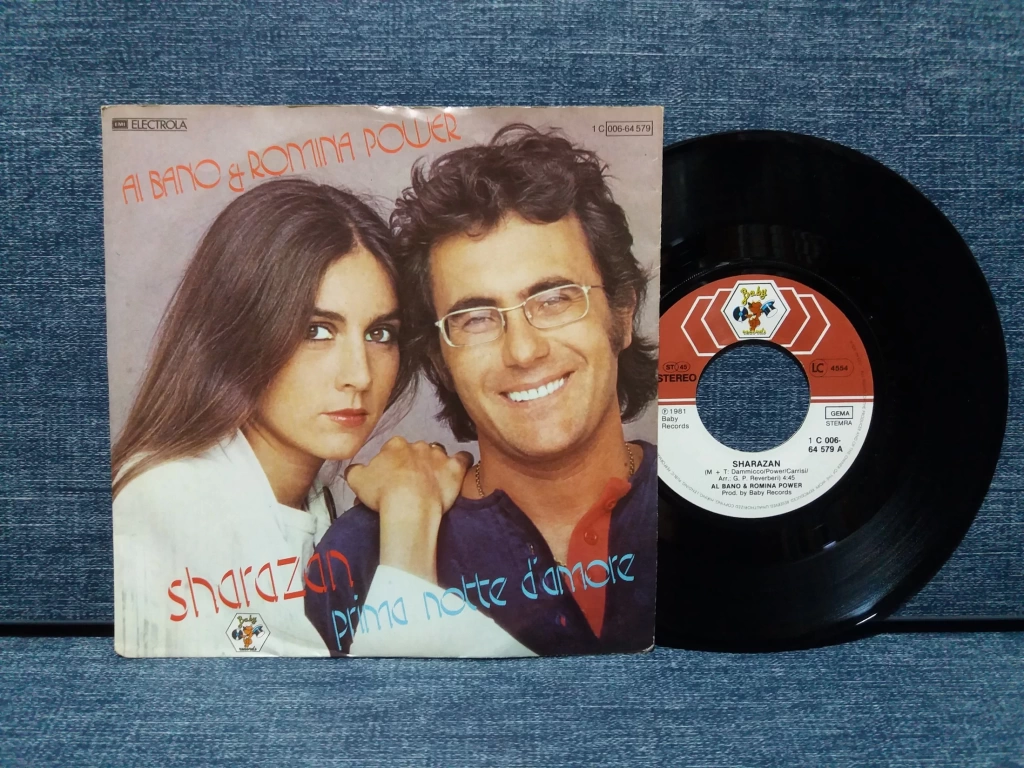 EMI ELECTROLA
1 C 006-64 579
Al BANO & ROMINA POWER
sharazan
prima notte d'amore
Baby
records
Baby
records
ST 45
STEREO
LC 4554
℗ 1981
Baby
Records
GEMA
STEMRA
1 C 006-
64 579 A
SHARAZAN
(M + T: Dammicco/Power/Carrisi/
Arr.: G. P. Reverberi) 4:45
AL BANO & ROMINA POWER
Prod. by Baby Records